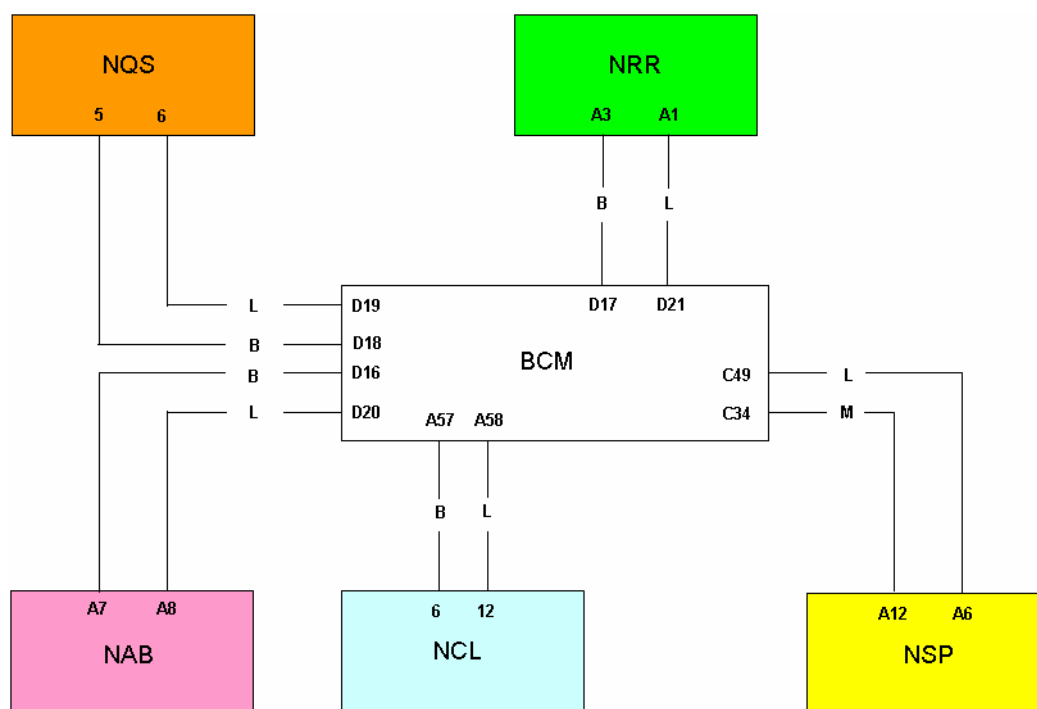 NQS
5 6
NRR
A3 A1
B L
L D19
D17 D21
B D18
BCM
B D16
C49 L
L D20
C34 M
A57 A58
B L
A7 A8
NAB
6 12
NCL
A12 A6
NSP